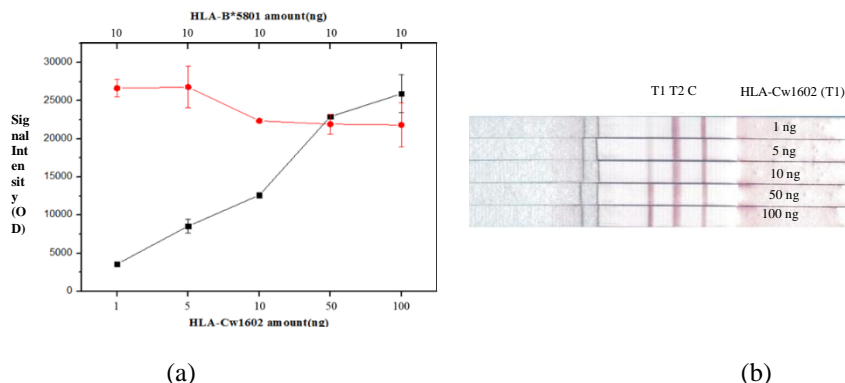 HLA-B*5801 amount(ng)
10 10 10 10 10
30000
25000
20000
15000
10000
5000
0
Sig
nal
Int
en
sit
y
(O
D)
1 5 10 50 100
HLA-Cw1602 amount(ng)
(a)
T1 T2 C HLA-Cw1602 (T1)
1 ng
5 ng
10 ng
50 ng
100 ng
(b)